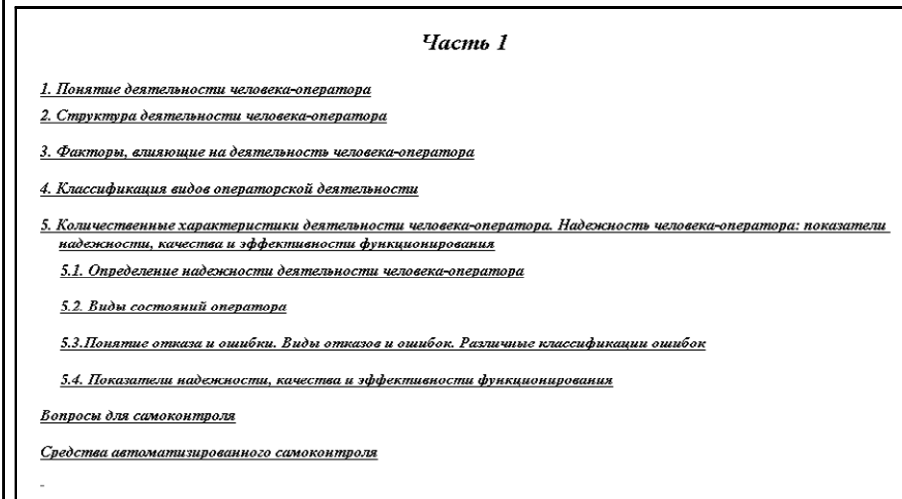 Часть 1
1. Понятие деятельности человека-оператора
2. Структура деятельности человека-оператора
3. Факторы, влияющие на деятельность человека-оператора
4. Классификация видов операторской деятельности
5. Количественные характеристики деятельности человека-оператора. Надежность человека-оператора: показатели
надежности, качества и эффективности функционирования
5.1. Определение надежности деятельности человека-оператора
5.2. Виды состояний оператора
5.3.Понятие отказа и ошибки. Виды отказов и ошибок. Различные классификации ошибок
5.4. Показатели надежности, качества и эффективности функционирования
Вопросы для самоконтроля
Средства автоматизированного самоконтроля